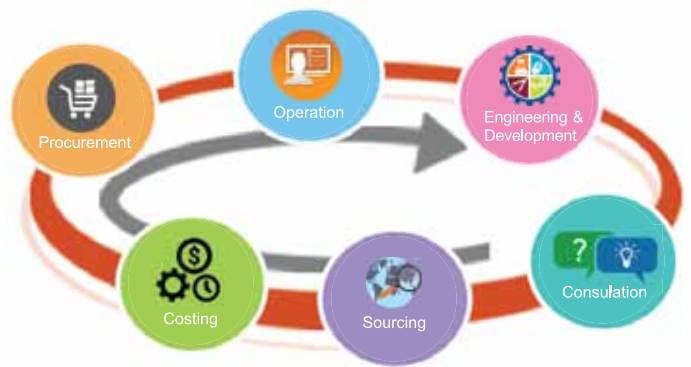 Operation
Procurement
Engineering &
Development
?
Consulation
$
Costing
Sourcing